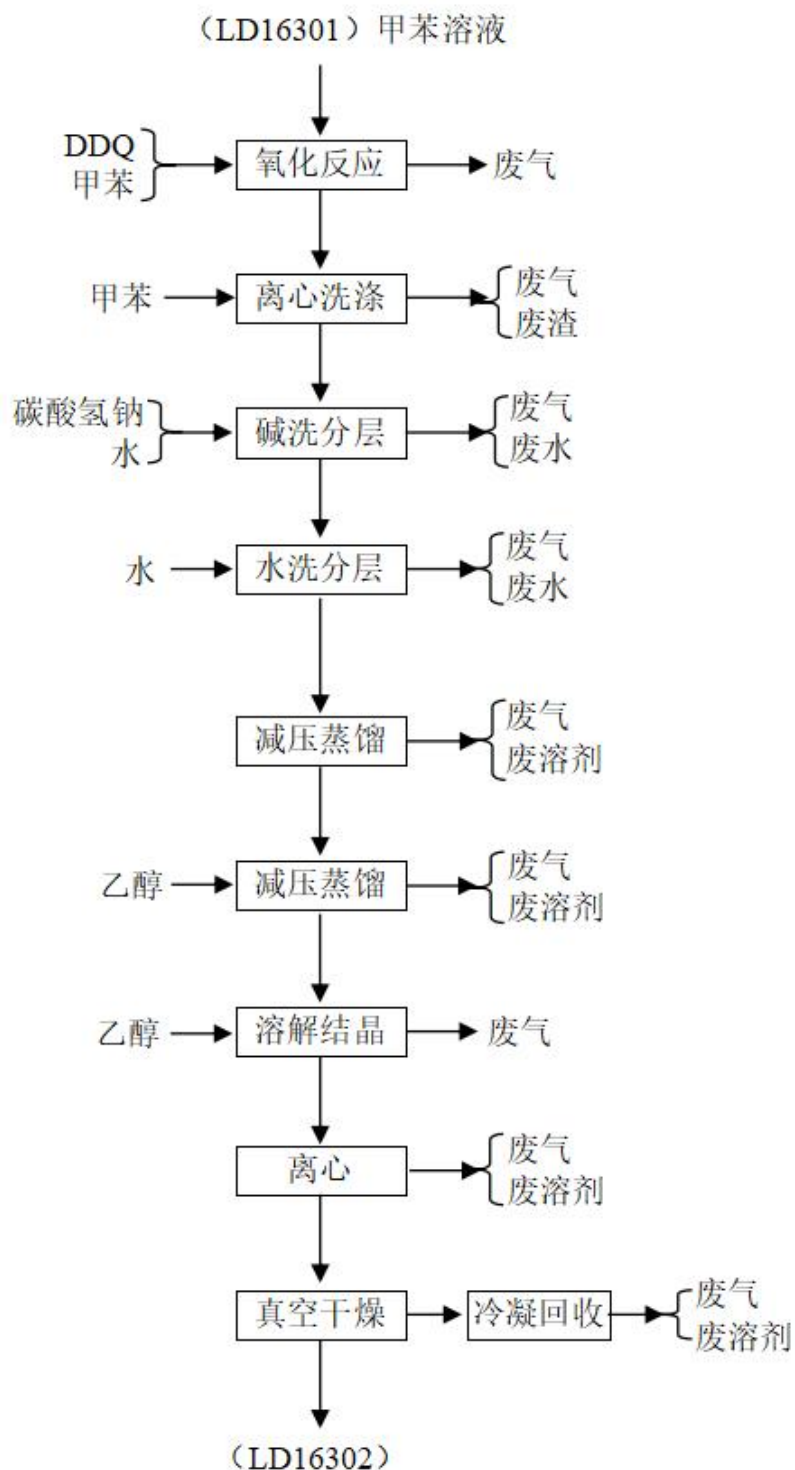 （LD16301）甲苯溶液
DDQ
甲苯
氧化反应
废气
甲苯
离心洗涤
废气
废渣
碳酸氢钠
水
碱洗分层
废气
废水
水
水洗分层
废气
废水
减压蒸馏
废气
废溶剂
乙醇
减压蒸馏
废气
废溶剂
乙醇
溶解结晶
废气
离心
废气
废溶剂
真空干燥
冷凝回收
废气
废溶剂
（LD16302）